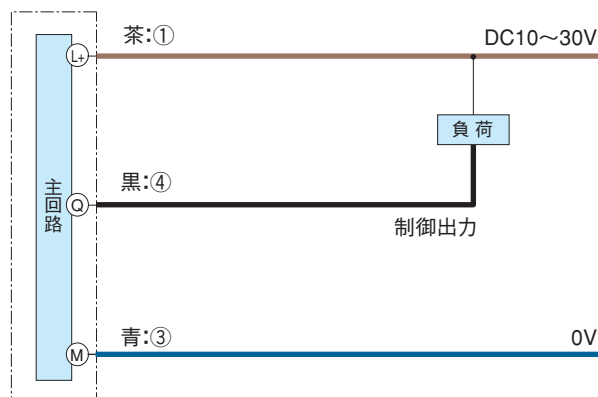 茶:① DC10～30V
L+
負 荷
黒:④
主回路
Q
制御出力
青:③ 0V
M